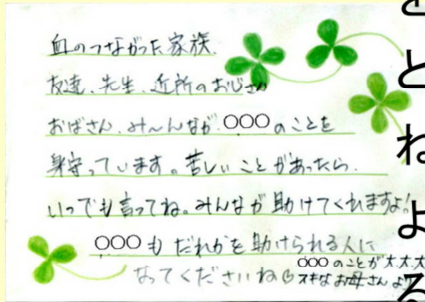 血のつながった家族、
友達、先生、近所のおじさん
おばさん、み〜んなが○○○のことを
見守っています。苦しいことがあったら、
いつでも言ってね。みんなが助けてくれますよ!
○○○もだれかを助けられる人に
なってくださいね
○○○のことが大大大
スキなお母さんより
とねよ